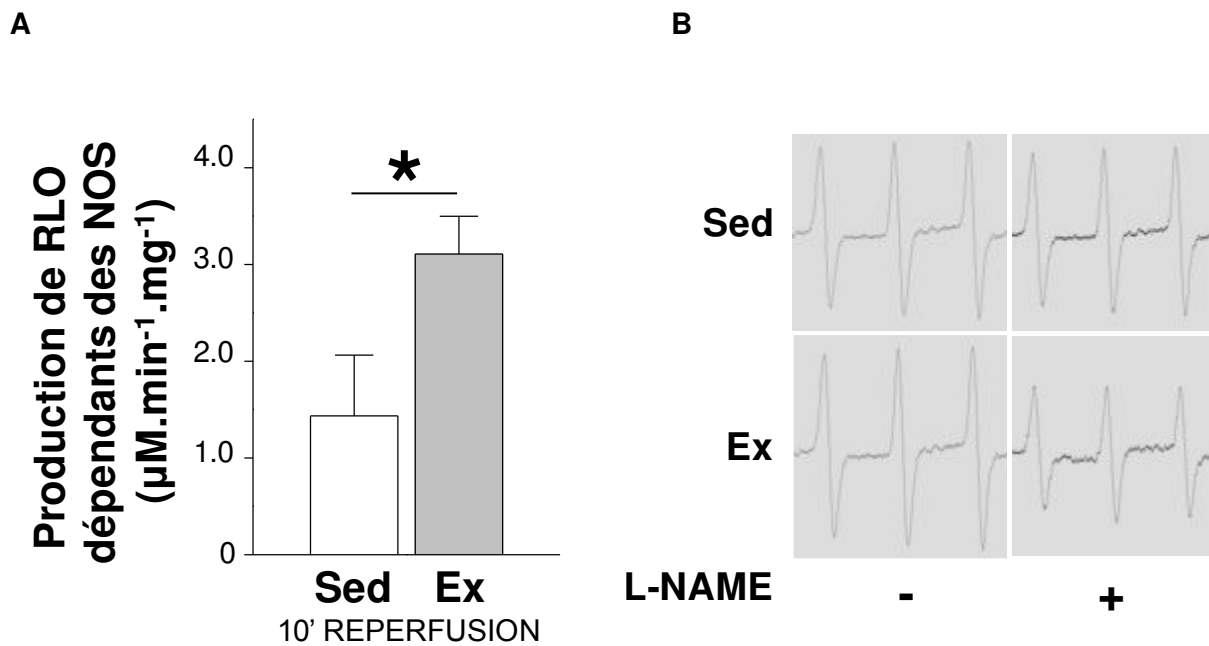 A
B
Production de RLO
dépendants des NOS
(µM.min⁻¹.mg⁻¹)
4.0
3.0
2.0
1.0
0
*
Sed
Ex
10' REPERFUSION
Sed
Ex
L-NAME
-
+